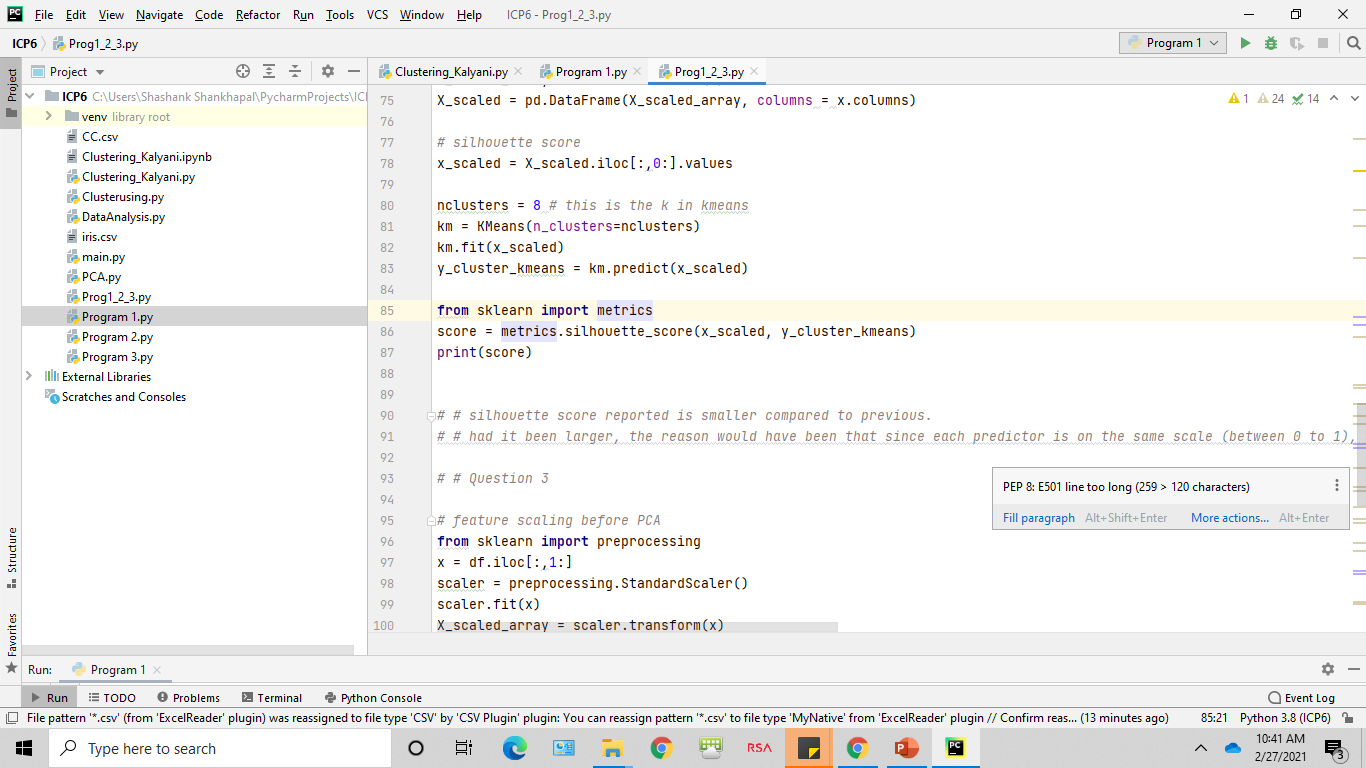 PC File Edit View Navigate Code Refactor Run Tools VCS Window Help ICP6 - Prog1_2_3.py
ICP6 Prog1_2_3.py Program 1
Project
Project
Clustering_Kalyani.py Program 1.py Prog1_2_3.py
ICP6 C:\Users\Shashank Shankhapal\PycharmProjects\ICI
venv library root
CC.csv
Clustering_Kalyani.ipynb
Clustering_Kalyani.py
Clusterusing.py
DataAnalysis.py
iris.csv
main.py
PCA.py
Prog1_2_3.py
Program 1.py
Program 2.py
Program 3.py
External Libraries
Scratches and Consoles
Structure
Favorites
1 24 14
75 X_scaled = pd.DataFrame(X_scaled_array, columns = x.columns)
76
77 # silhouette score
78 x_scaled = X_scaled.iloc[:,0:].values
79
80 nclusters = 8 # this is the k in kmeans
81 km = KMeans(n_clusters=nclusters)
82 km.fit(x_scaled)
83 y_cluster_kmeans = km.predict(x_scaled)
84
85 from sklearn import metrics
86 score = metrics.silhouette_score(x_scaled, y_cluster_kmeans)
87 print(score)
88
89
90 # # silhouette score reported is smaller compared to previous.
91 # # had it been larger, the reason would have been that since each predictor is on the same scale (between 0 to 1),
92
93 # # Question 3
94
95 # feature scaling before PCA
96 from sklearn import preprocessing
97 x = df.iloc[:,1:]
98 scaler = preprocessing.StandardScaler()
99 scaler.fit(x)
100 X_scaled_array = scaler.transform(x)
PEP 8: E501 line too long (259 > 120 characters)
Fill paragraph Alt+Shift+Enter More actions... Alt+Enter
Run: Program 1
Run TODO Problems Terminal Python Console Event Log
File pattern '*.csv' (from 'ExcelReader' plugin) was reassigned to file type 'CSV' by 'CSV Plugin' plugin: You can reassign pattern '*.csv' to file type 'MyNative' from 'ExcelReader' plugin // Confirm reas... (13 minutes ago) 85:21 Python 3.8 (ICP6)
Type here to search RSA PC
10:41 AM
2/27/2021
3